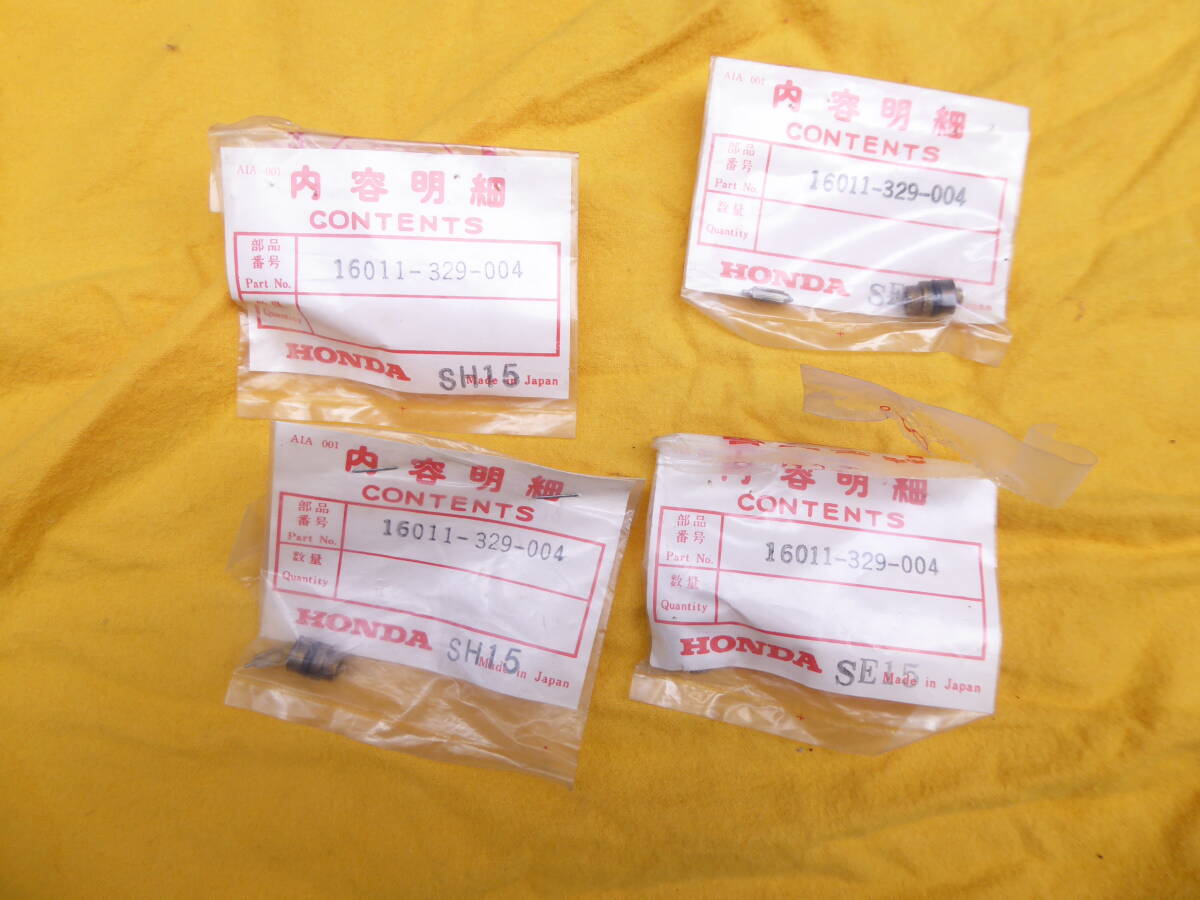 AIA 001
内容明細
CONTENTS
部品
番号
Part No.
16011-329-004
Quantity
HONDA
SH15
Made in Japan
AIA 001
内容明細
CONTENTS
部品
番号
Part No.
16011-329-004
数量
Quantity
HONDA
SE
AIA 001
内容明細
CONTENTS
部品
番号
Part No.
16011-329-004
数量
Quantity
HONDA
SH15
Made in Japan
内容明細
CONTENTS
部品
番号
Part No.
16011-329-004
数量
Quantity
HONDA
SE15
Made in Japan